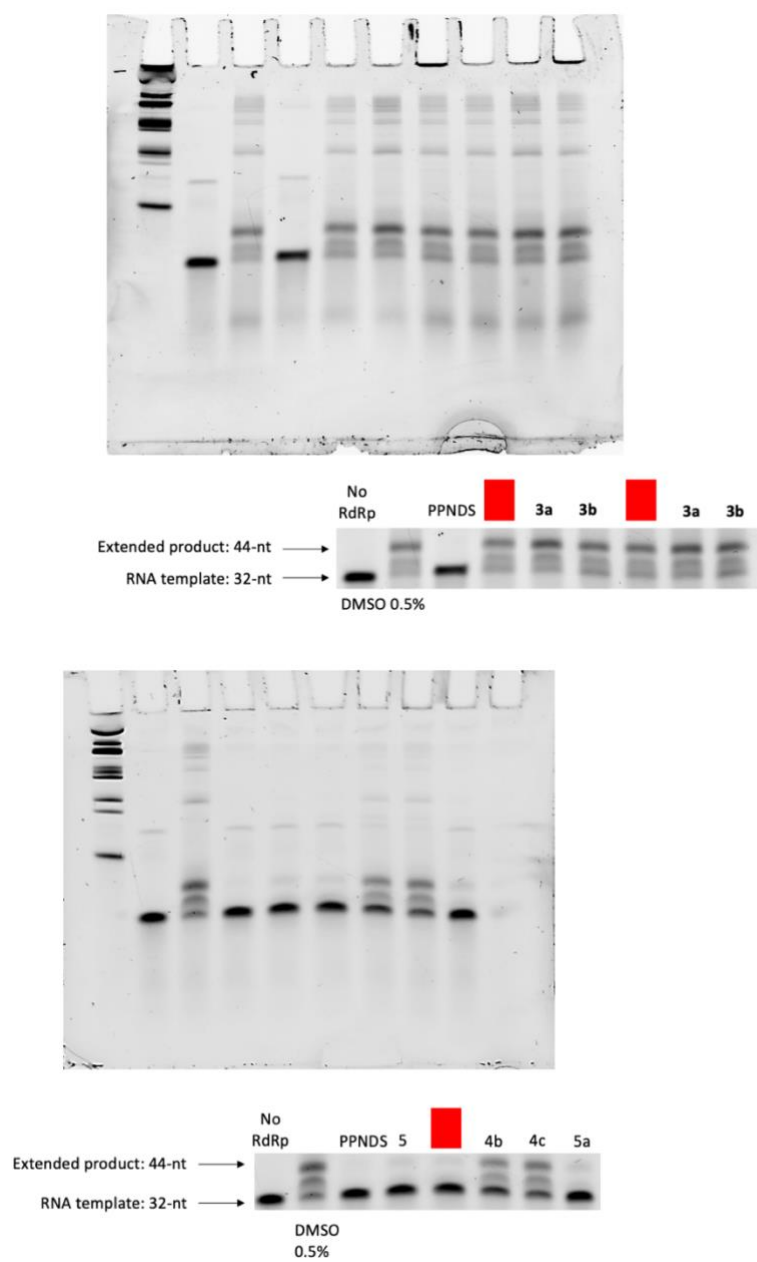 No
RdRp PPNDS 3a 3b 3a 3b
Extended product: 44-nt
RNA template: 32-nt
DMSO 0.5%
No
RdRp PPNDS 5 4b 4c 5a
Extended product: 44-nt
RNA template: 32-nt
DMSO
0.5%